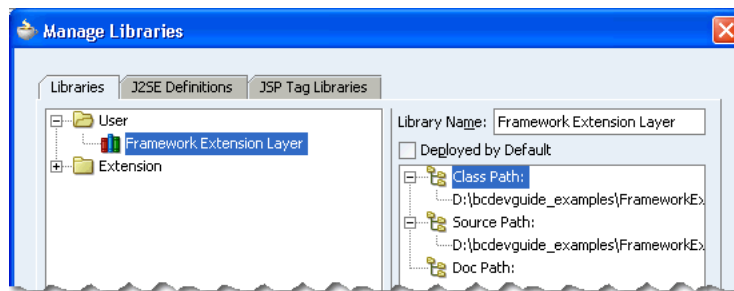 Manage Libraries
Libraries
J2SE Definitions
JSP Tag Libraries
User
Framework Extension Layer
Extension
Library Name: Framework Extension Layer
Deployed by Default
Class Path:
D:\bcdevguide_examples\FrameworkEx
Source Path:
D:\bcdevguide_examples\FrameworkEx
Doc Path: